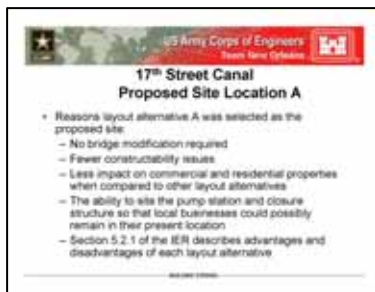 US Army Corps of Engineers
Team New Orleans
17th Street Canal
Proposed Site Location A
• Reasons layout alternative A was selected as the
proposed site:
– No bridge modification required
– Fewer constructability issues
– Less impact on commercial and residential properties
when compared to other layout alternatives
– The ability to site the pump station and closure
structure so that local businesses could possibly
remain in their present location
– Section 5.2.1 of the IER describes advantages and
disadvantages of each layout alternative